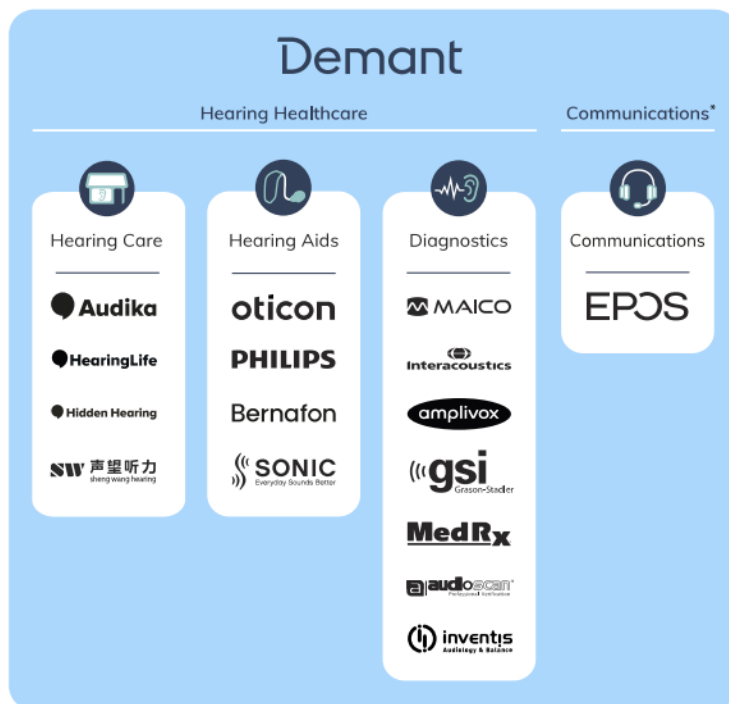 Demant
Hearing Healthcare
Communications*
Hearing Care
Audika
HearingLife
Hidden Hearing
SW 声望听力
sheng wang hearing
Hearing Aids
oticon
PHILIPS
Bernafon
SONIC
Everyday Sounds Better
Diagnostics
MAICO
Interacoustics
amplivox
gsi
Grason-Stadler
MedRx
a audioscan®
Professional Verification
inventis
Audiology & Balance
Communications
EPOS